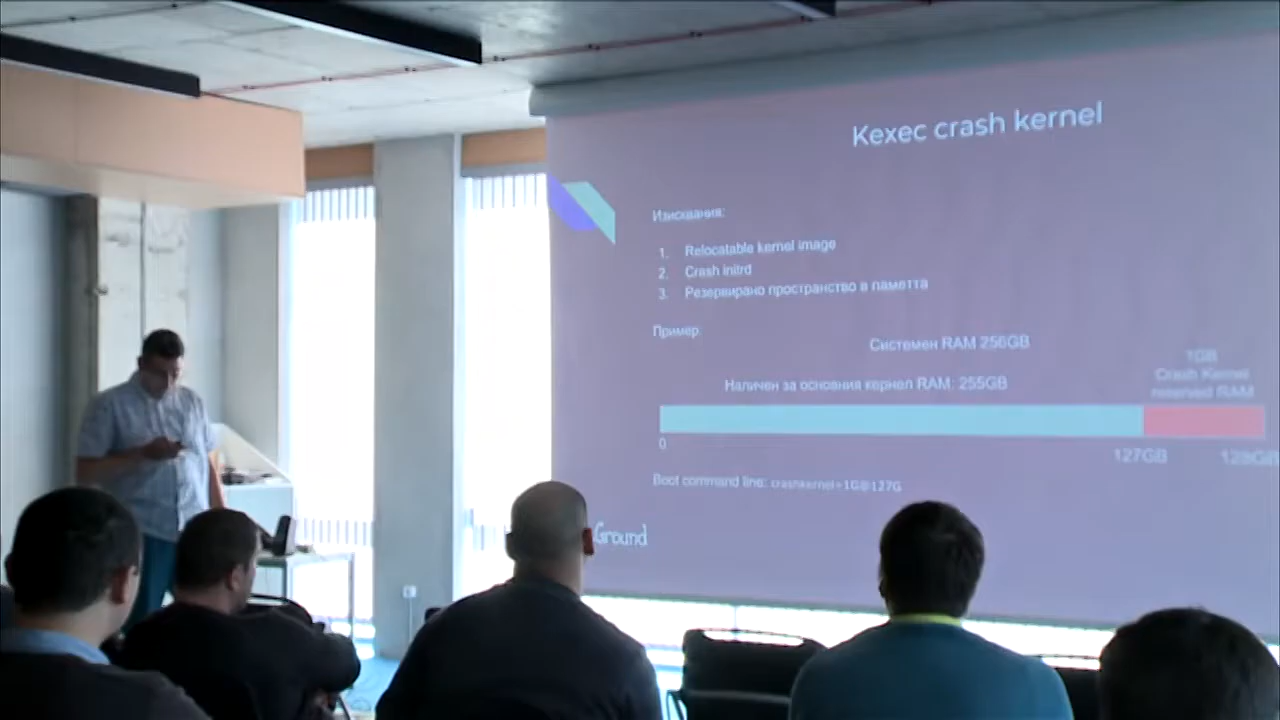 Kexec crash kernel
Изисквания:
1. Relocatable kernel image
2. Crash initrd
3. Резервирано пространство в паметта
Пример:
Системен RAM 256GB
1GB
Crash Kernel
reserved RAM
Наличен за основния кернел RAM: 255GB
0
127GB
128GB
Boot command line: crashkernel=1G@127G
Ground